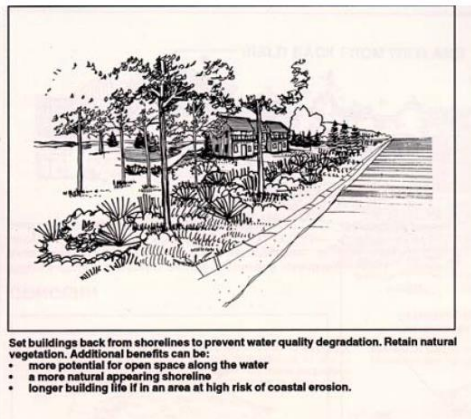 Set buildings back from shorelines to prevent water quality degradation. Retain natural
vegetation. Additional benefits can be:
• more potential for open space along the water
• a more natural appearing shoreline
• longer building life if in an area at high risk of coastal erosion.